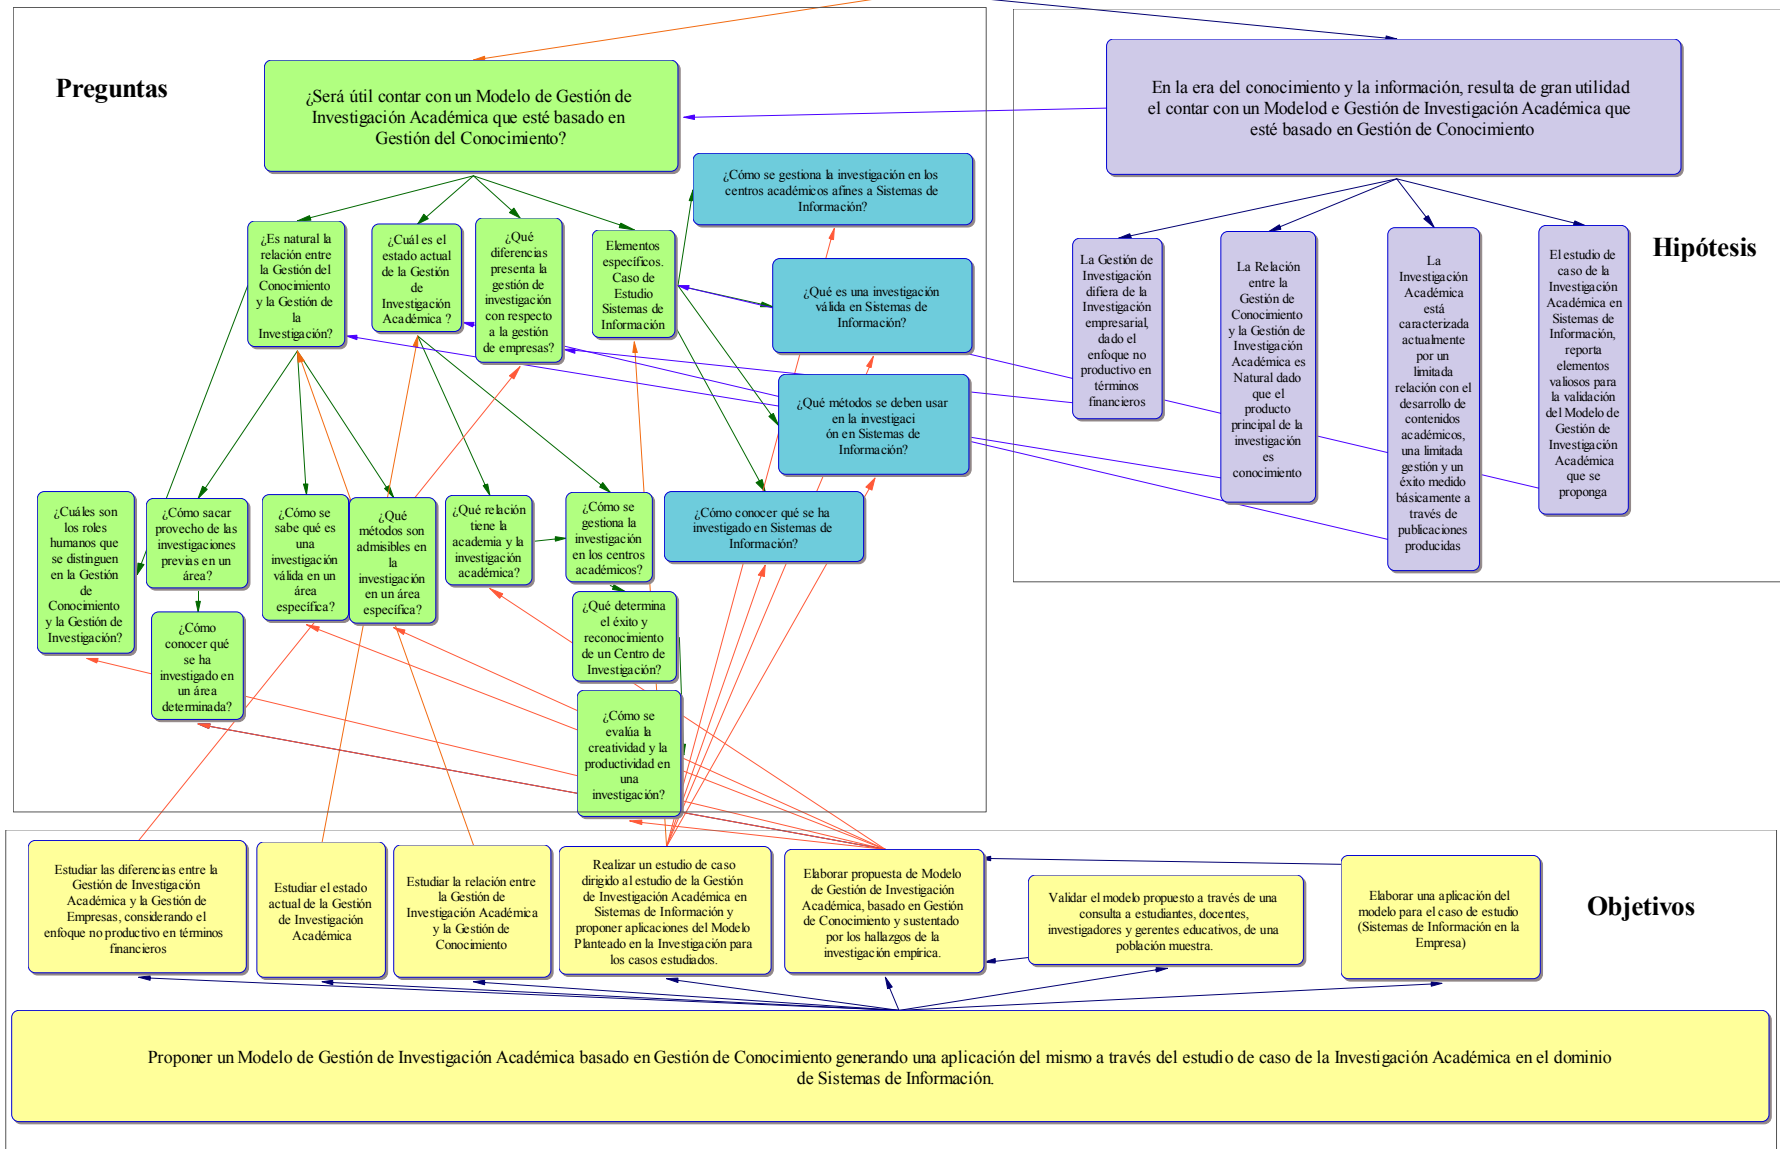 Preguntas
¿Será útil contar con un Modelo de Gestión de
Investigación Académica que esté basado en
Gestión del Conocimiento?
¿Es natural la
relación entre
la Gestión del
Conocimiento
y la Gestión de
la
Investigación?
¿Cuál es el
estado actual
de la Gestión
de
Investigación
Académica ?
¿Qué
diferencias
presenta la
gestión de
investigación
con respecto
a la gestión
de empresas?
Elementos
específicos.
Caso de
Estudio
Sistemas de
Información
¿Cómo se gestiona la investigación en los
centros académicos afines a Sistemas de
Información?
¿Qué es una investigación
válida en Sistemas de
Información?
¿Qué métodos se deben usar
en la investigaci
ón en Sistemas de
Información?
¿Cómo conocer qué se ha
investigado en Sistemas de
Información?
¿Cuáles son
los roles
humanos que
se distinguen
en la Gestión
de
Conocimiento
y la Gestión de
Investigación?
¿Cómo sacar
provecho de las
investigaciones
previas en un
área?
¿Cómo
conocer qué
se ha
investigado en
un área
determinada?
¿Cómo se
sabe qué es
una
investigación
válida en un
área
específica?
¿Qué
métodos son
admisibles en
la
investigación
en un área
específica?
¿Qué relación
tiene la
academia y la
investigación
académica?
¿Cómo se
gestiona la
investigación
en los centros
académicos?
¿Qué determina
el éxito y
reconocimiento
de un Centro de
Investigación?
¿Cómo se
evalúa la
creatividad y la
productividad en
una
investigación?
En la era del conocimiento y la información, resulta de gran utilidad
el contar con un Modelod e Gestión de Investigación Académica que
esté basado en Gestión de Conocimiento
Hipótesis
La Gestión de
Investigación
difiera de la
Investigación
empresarial,
dado el
enfoque no
productivo en
términos
financieros
La Relación
entre la
Gestión de
Conocimiento
y la Gestión de
Investigación
Académica es
Natural dado
que el
producto
principal de la
investigación
es
conocimiento
La
Investigación
Académica
está
caracterizada
actualmente
por un
limitada
relación con el
desarrollo de
contenidos
académicos,
una limitada
gestión y un
éxito medido
básicamente a
través de
publicaciones
producidas
El estudio de
caso de la
Investigación
Académica en
Sistemas de
Información,
reporta
elementos
valiosos para
la validación
del Modelo de
Gestión de
Investigación
Académica
que se
proponga
Estudiar las diferencias entre la
Gestión de Investigación
Académica y la Gestión de
Empresas, considerando el
enfoque no productivo en términos
financieros
Estudiar el estado
actual de la Gestión
de Investigación
Académica
Estudiar la relación entre
la Gestión de
Investigación Académica
y la Gestión de
Conocimiento
Realizar un estudio de caso
dirigido al estudio de la Gestión
de Investigación Académica en
Sistemas de Información y
proponer aplicaciones del Modelo
Planteado en la Investigación para
los casos estudiados.
Elaborar propuesta de Modelo
de Gestión de Investigación
Académica, basado en Gestión
de Conocimiento y sustentado
por los hallazgos de la
investigación empírica.
Validar el modelo propuesto a través de una
consulta a estudiantes, docentes,
investigadores y gerentes educativos, de una
población muestra.
Elaborar una aplicación del
modelo para el caso de estudio
(Sistemas de Información en la
Empresa)
Objetivos
Proponer un Modelo de Gestión de Investigación Académica basado en Gestión de Conocimiento generando una aplicación del mismo a través del estudio de caso de la Investigación Académica en el dominio
de Sistemas de Información.